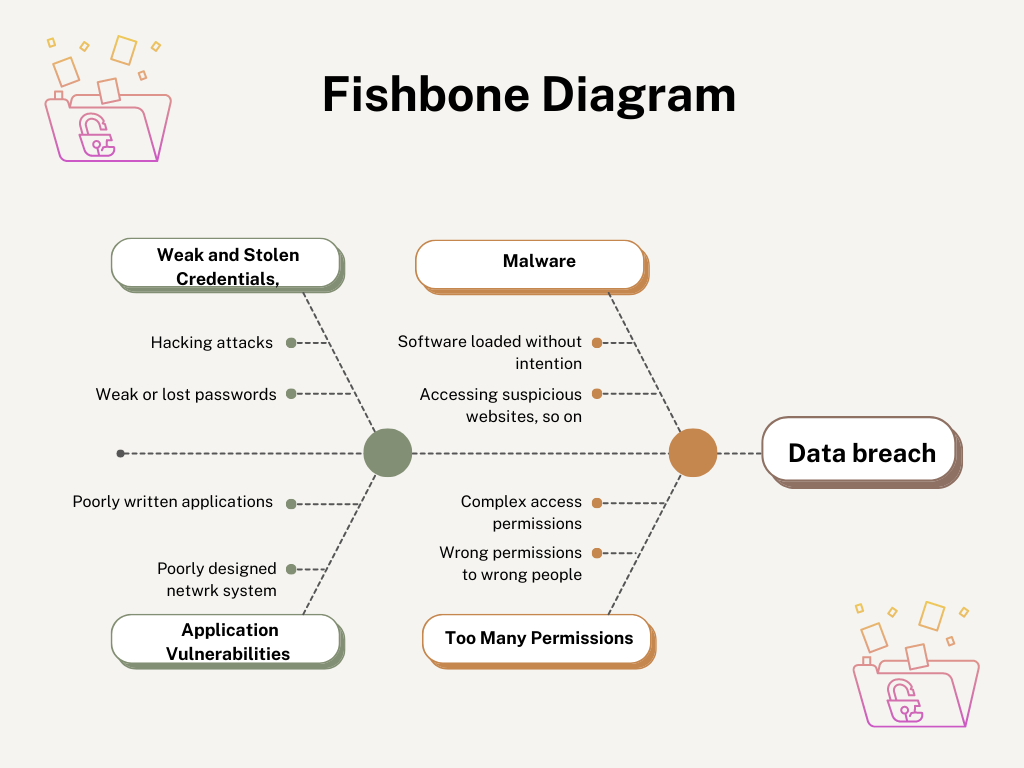 Fishbone Diagram
Weak and Stolen
Credentials,
Malware
Hacking attacks
Weak or lost passwords
Software loaded without
intention
Accessing suspicious
websites, so on
Data breach
Poorly written applications
Poorly designed
netwrk system
Complex access
permissions
Wrong permissions
to wrong people
Application
Vulnerabilities
Too Many Permissions